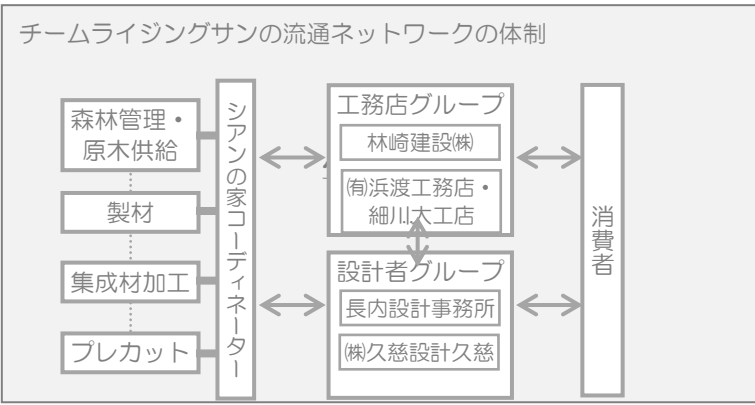 チームライジングサンの流通ネットワークの体制
森林管理・
原木供給
製材
集成材加工
プレカット
シアンの家コーディネーター
工務店グループ
林崎建設㈱
㈲浜渡工務店・
細川大工店
設計者グループ
長内設計事務所
㈱久慈設計久慈
消費者